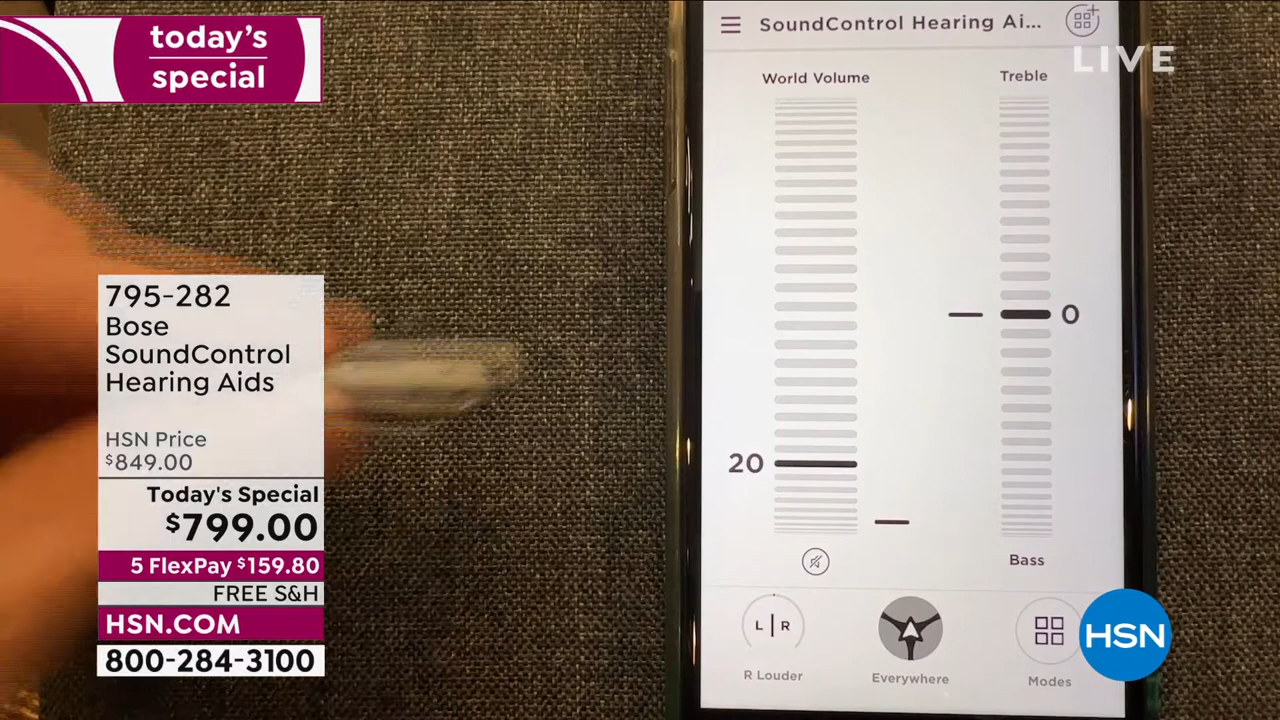 today's
special
795-282
Bose
SoundControl
Hearing Aids
HSN Price
$849.00
Today's Special
$799.00
5 FlexPay $159.80
FREE S&H
HSN.COM
800-284-3100
SoundControl Hearing Ai...
LIVE
World Volume
Treble
0
20
Bass
L | R
R Louder
Everywhere
Modes
HSN